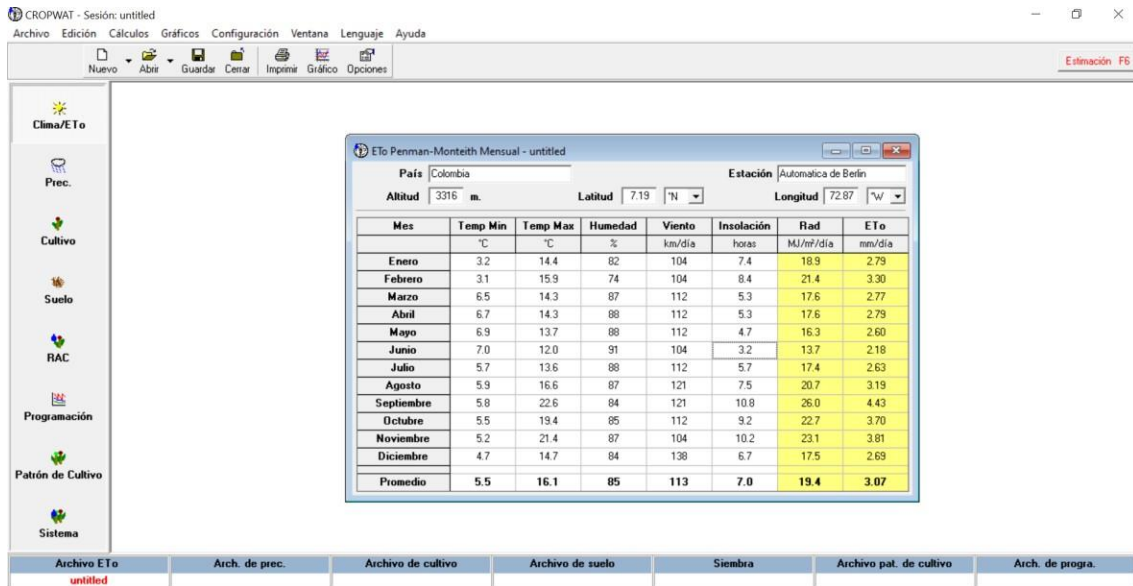 CROPWAT - Sesión: untitled
Archivo Edición Cálculos Gráficos Configuración Ventana Lenguaje Ayuda
Nuevo Abrir Guardar Cerrar Imprimir Gráfico Opciones
Estimación F6
Clima/ETo
Prec.
Cultivo
Suelo
RAC
Programación
Patrón de Cultivo
Sistema
ETo Penman-Monteith Mensual - untitled
País Colombia Estación Automatica de Berlin
Altitud 3316 m. Latitud 7.19 °N Longitud 72.87 °W
Mes Temp Min Temp Max Humedad Viento Insolación Rad ETo
°C °C % km/día horas MJ/m²/día mm/día
Enero 3.2 14.4 82 104 7.4 18.9 2.79
Febrero 3.1 15.9 74 104 8.4 21.4 3.30
Marzo 6.5 14.3 87 112 5.3 17.6 2.77
Abril 6.7 14.3 88 112 5.3 17.6 2.79
Mayo 6.9 13.7 88 112 4.7 16.3 2.60
Junio 7.0 12.0 91 104 3.2 13.7 2.18
Julio 5.7 13.6 88 112 5.7 17.4 2.63
Agosto 5.9 16.6 87 121 7.5 20.7 3.19
Septiembre 5.8 22.6 84 121 10.8 26.0 4.43
Octubre 5.5 19.4 85 112 9.2 22.7 3.70
Noviembre 5.2 21.4 87 104 10.2 23.1 3.81
Diciembre 4.7 14.7 84 138 6.7 17.5 2.69
Promedio 5.5 16.1 85 113 7.0 19.4 3.07
Archivo ETo Arch. de prec. Archivo de cultivo Archivo de suelo Siembra Archivo pat. de cultivo Arch. de progra.
untitled